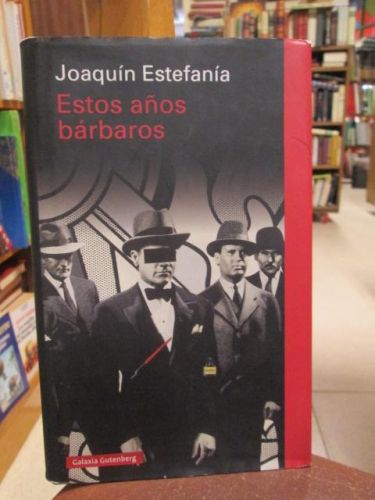 Joaquín Estefanía
Estos años
bárbaros
Galaxia Gutenberg